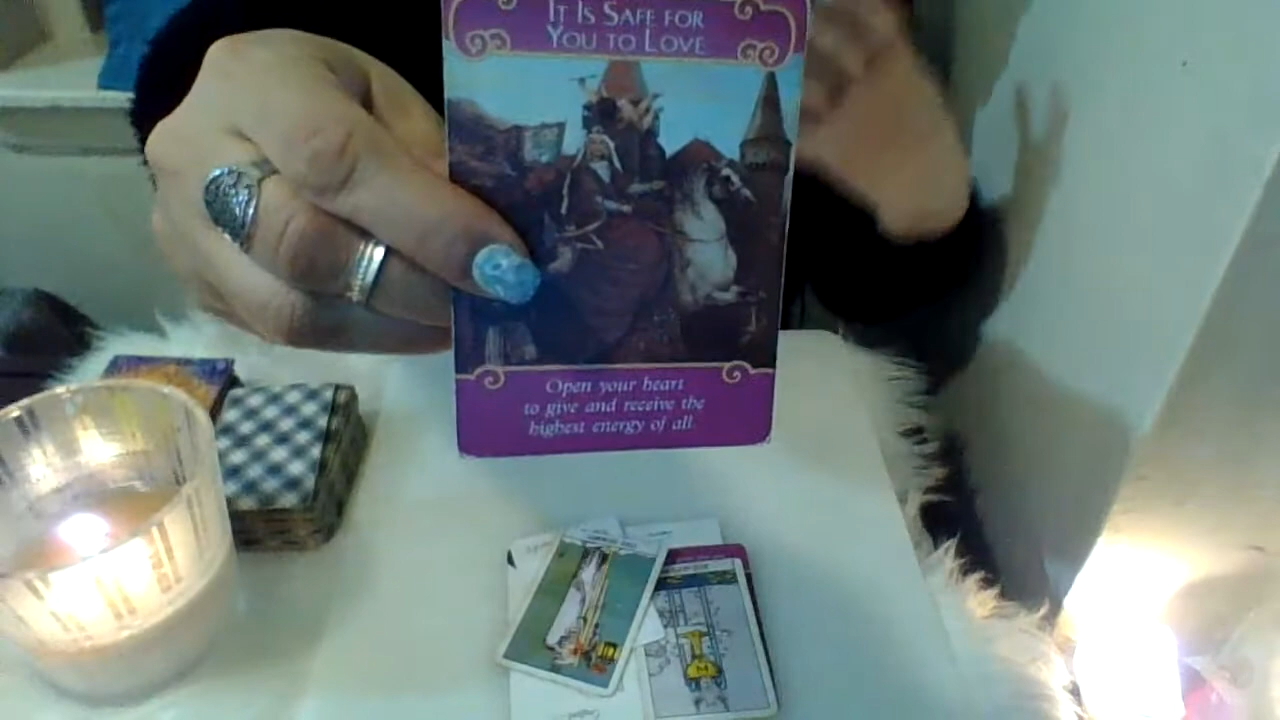 It Is Safe for
You to Love
Open your heart
to give and receive the
highest energy of all.